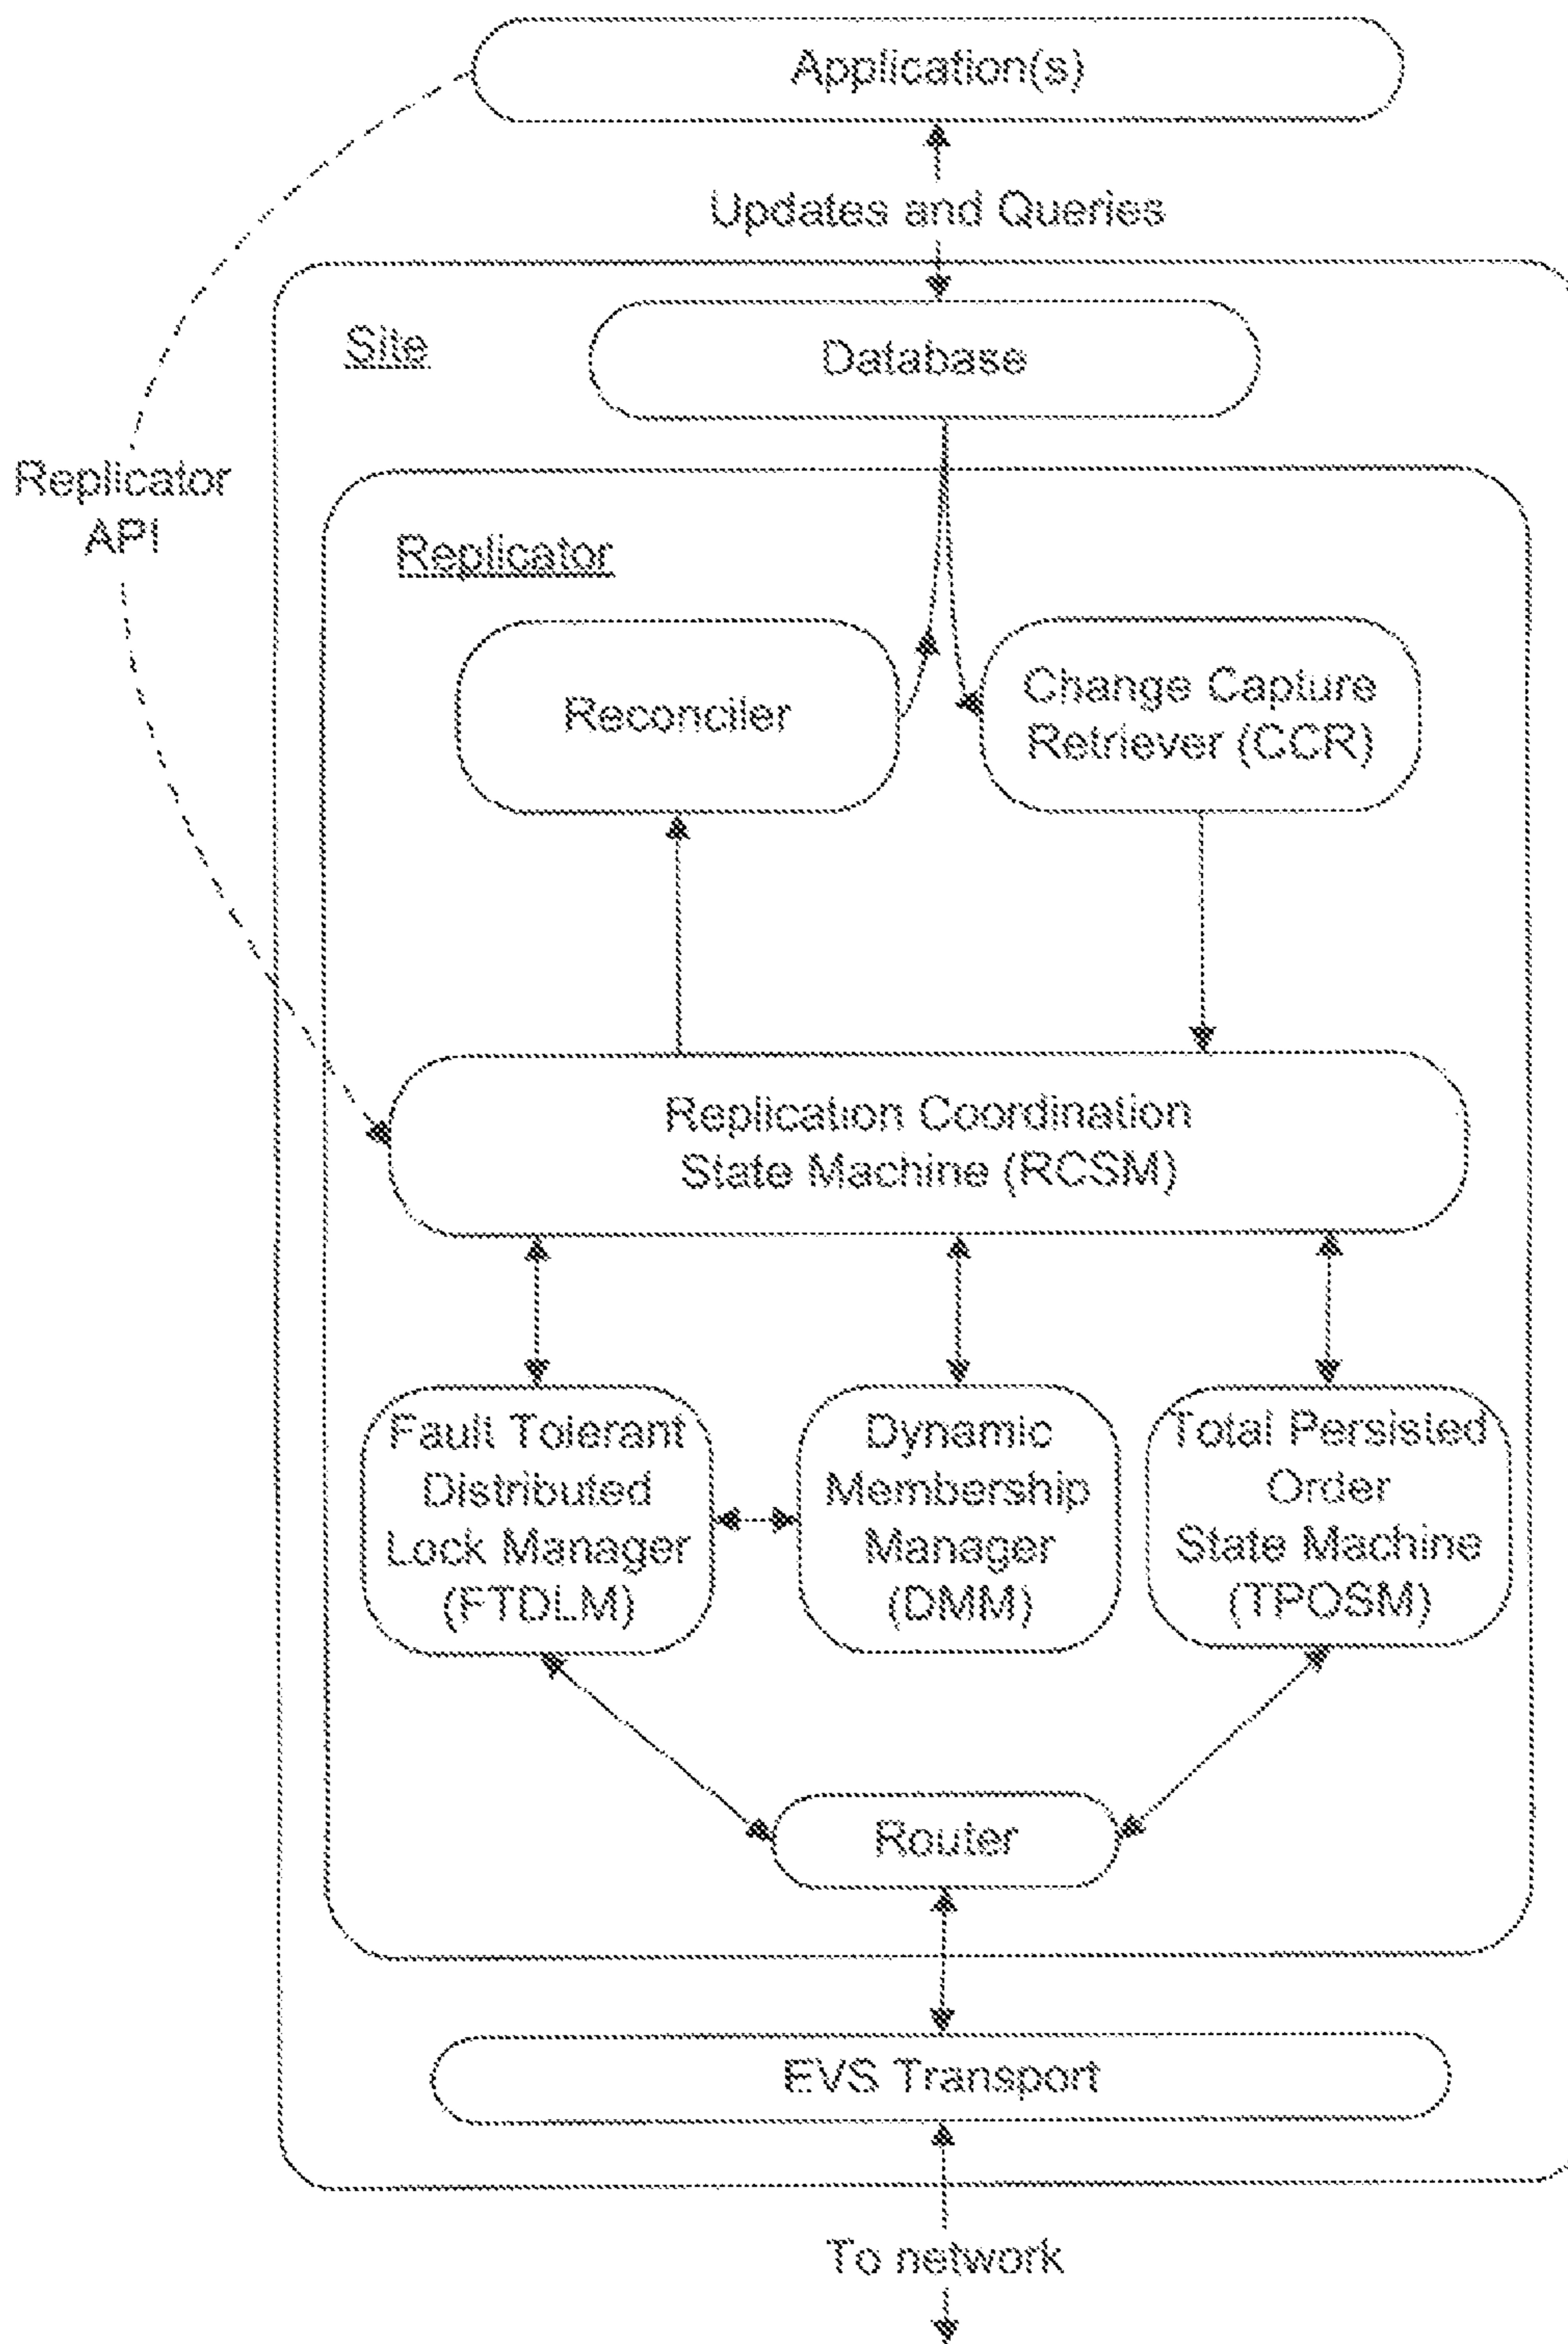 Application(s)
Updates and Queries
Site
Database
Replicator
API
Replicator
Reconciler
Change Capture
Retriever (CCR)
Replication Coordination
State Machine (RCSM)
Fault Tolerant
Distributed
Lock Manager
(FTDLM)
Dynamic
Membership
Manager
(DMM)
Total Persisted
Order
State Machine
(TPOSM)
Router
EVS Transport
To network